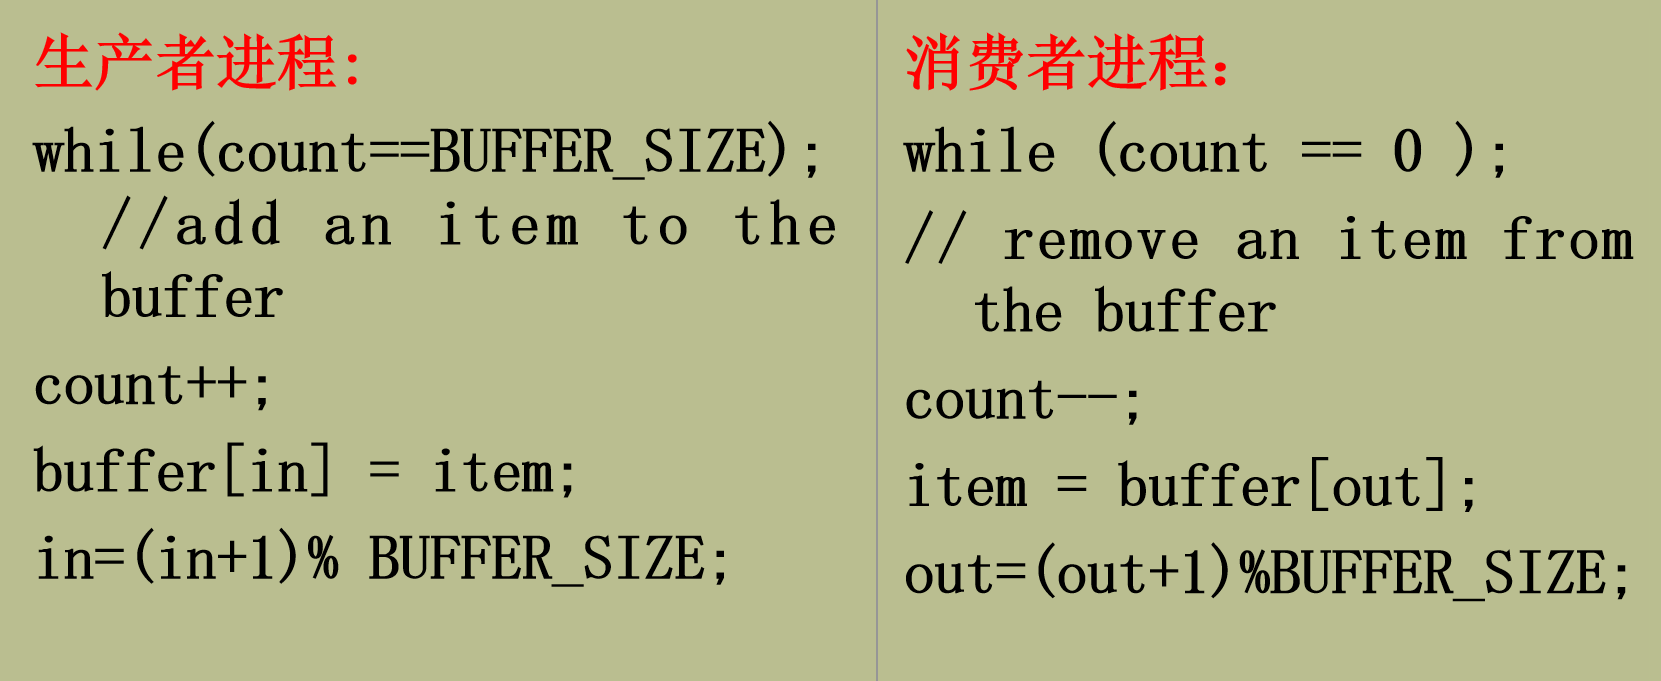 生产者进程:
while(count==BUFFER_SIZE);
//add an item to the
buffer
count++;
buffer[in] = item;
in=(in+1)% BUFFER_SIZE;
消费者进程：
while (count == 0 );
// remove an item from
the buffer
count--;
item = buffer[out];
out=(out+1)%BUFFER_SIZE;